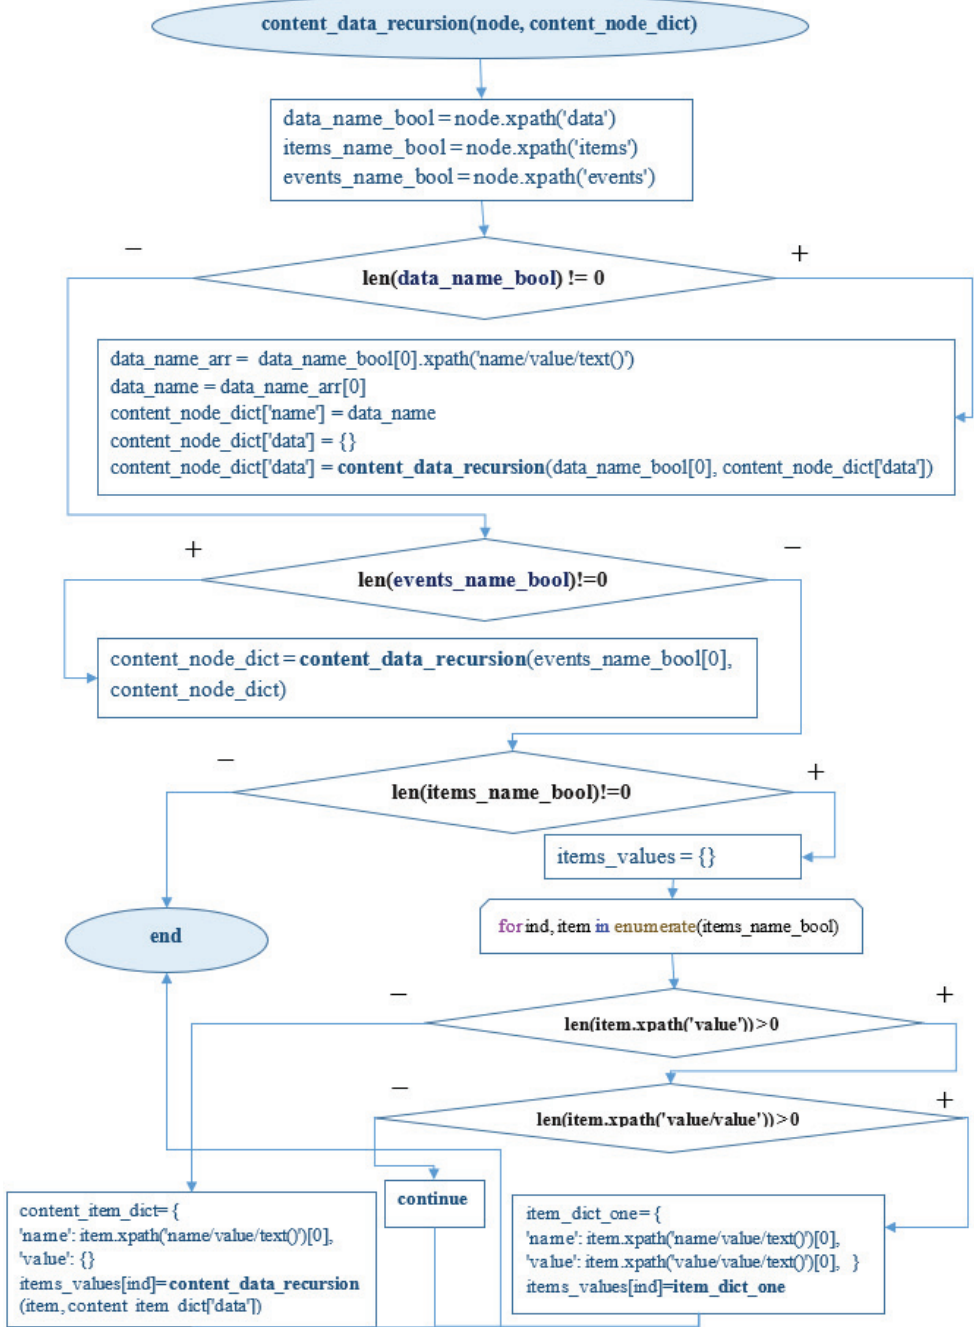 content_data_recursion(node, content_node_dict)
data_name_bool = node.xpath('data')
items_name_bool = node.xpath('items')
events_name_bool = node.xpath('events')
−
+
len(data_name_bool) != 0
data_name_arr = data_name_bool[0].xpath('name/value/text()')
data_name = data_name_arr[0]
content_node_dict['name'] = data_name
content_node_dict['data'] = {}
content_node_dict['data'] = content_data_recursion(data_name_bool[0], content_node_dict['data'])
+
−
len(events_name_bool)!=0
content_node_dict = content_data_recursion(events_name_bool[0],
content_node_dict)
−
+
len(items_name_bool)!=0
items_values = {}
end
for ind, item in enumerate(items_name_bool)
−
+
len(item.xpath('value'))>0
−
+
len(item.xpath('value/value'))>0
continue
content_item_dict= {
'name': item.xpath('name/value/text()')[0],
'value': {}
items_values[ind]=content_data_recursion
(item, content_item_dict['data'])
item_dict_one= {
'name': item.xpath('name/value/text()')[0],
'value': item.xpath('value/value/text()')[0], }
items_values[ind]=item_dict_one